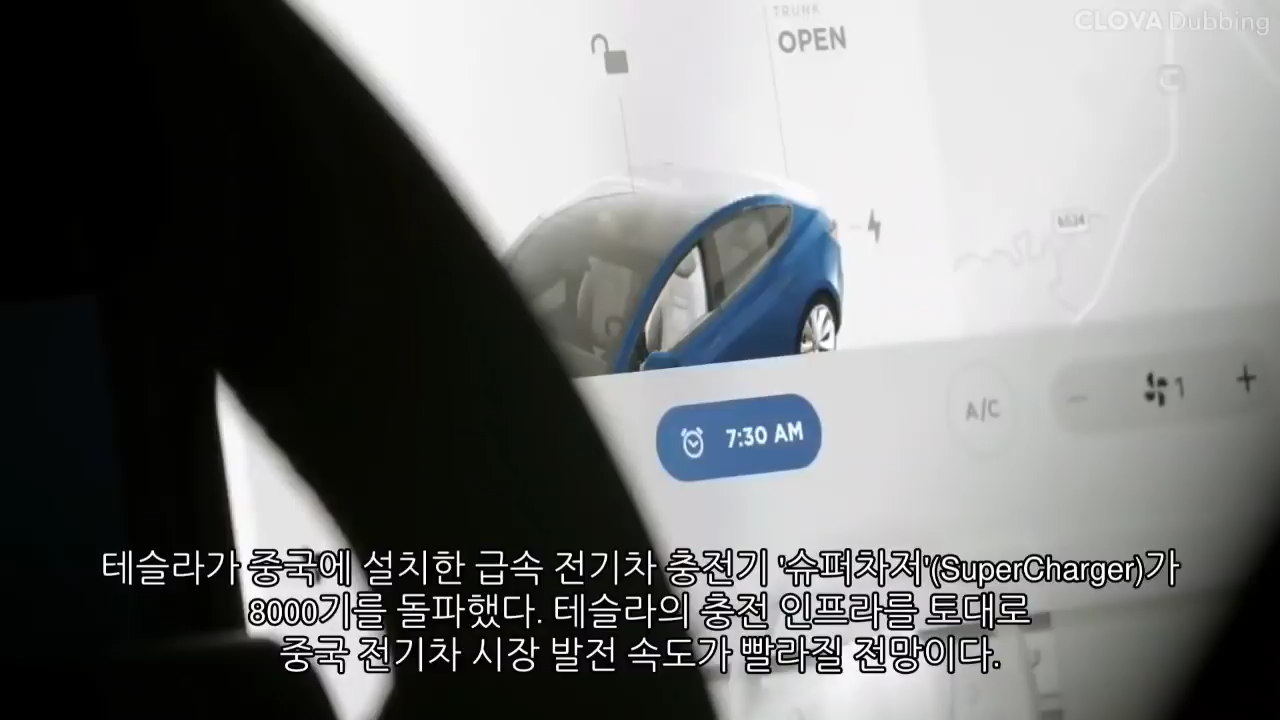 CLOVA Dubbing
TRUNK
OPEN
7:30 AM
A/C
1
테슬라가 중국에 설치한 급속 전기차 충전기 '슈퍼차저'(SuperCharger)가
8000기를 돌파했다. 테슬라의 충전 인프라를 토대로
중국 전기차 시장 발전 속도가 빨라질 전망이다.